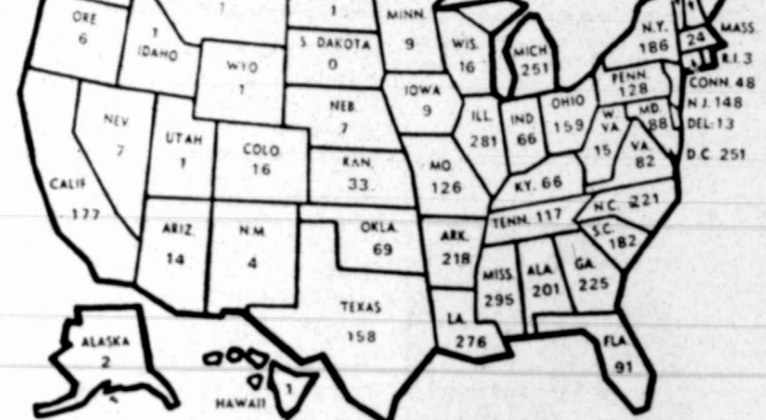 ORE
6
1
IDAHO
1
1
MINN.
9
S. DAKOTA
0
WYO
1
NEB.
7
IOWA
9
WIS.
16
MICH
251
N.Y.
186
24
MASS.
R.I. 3
CONN. 48
N J. 148
DEL: 13
D.C. 251
PENN.
128
MD.
88
OHIO
159
W.
VA
15
VA.
82
IND.
66
ILL.
281
NEV.
7
UTAH
1
COLO.
16
KAN.
33.
MO.
126
KY. 66
CALIF
177
ARIZ.
14
N.M.
4
OKLA.
69
ARK.
218
TENN. 117
N C. 221
S.C.
182
MISS.
295
ALA.
201
GA.
225
TEXAS
158
LA.
276
FLA
91
ALASKA
2
HAWAII
1